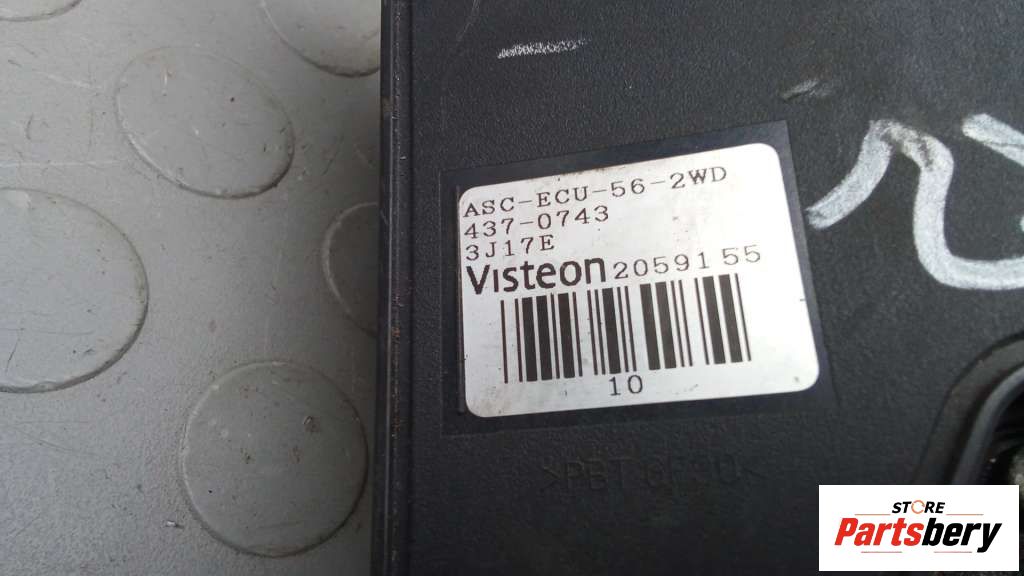 ASC-ECU-56-2WD
437-0743
3J17E
Visteon 2059155
10
STORE
Partsbery